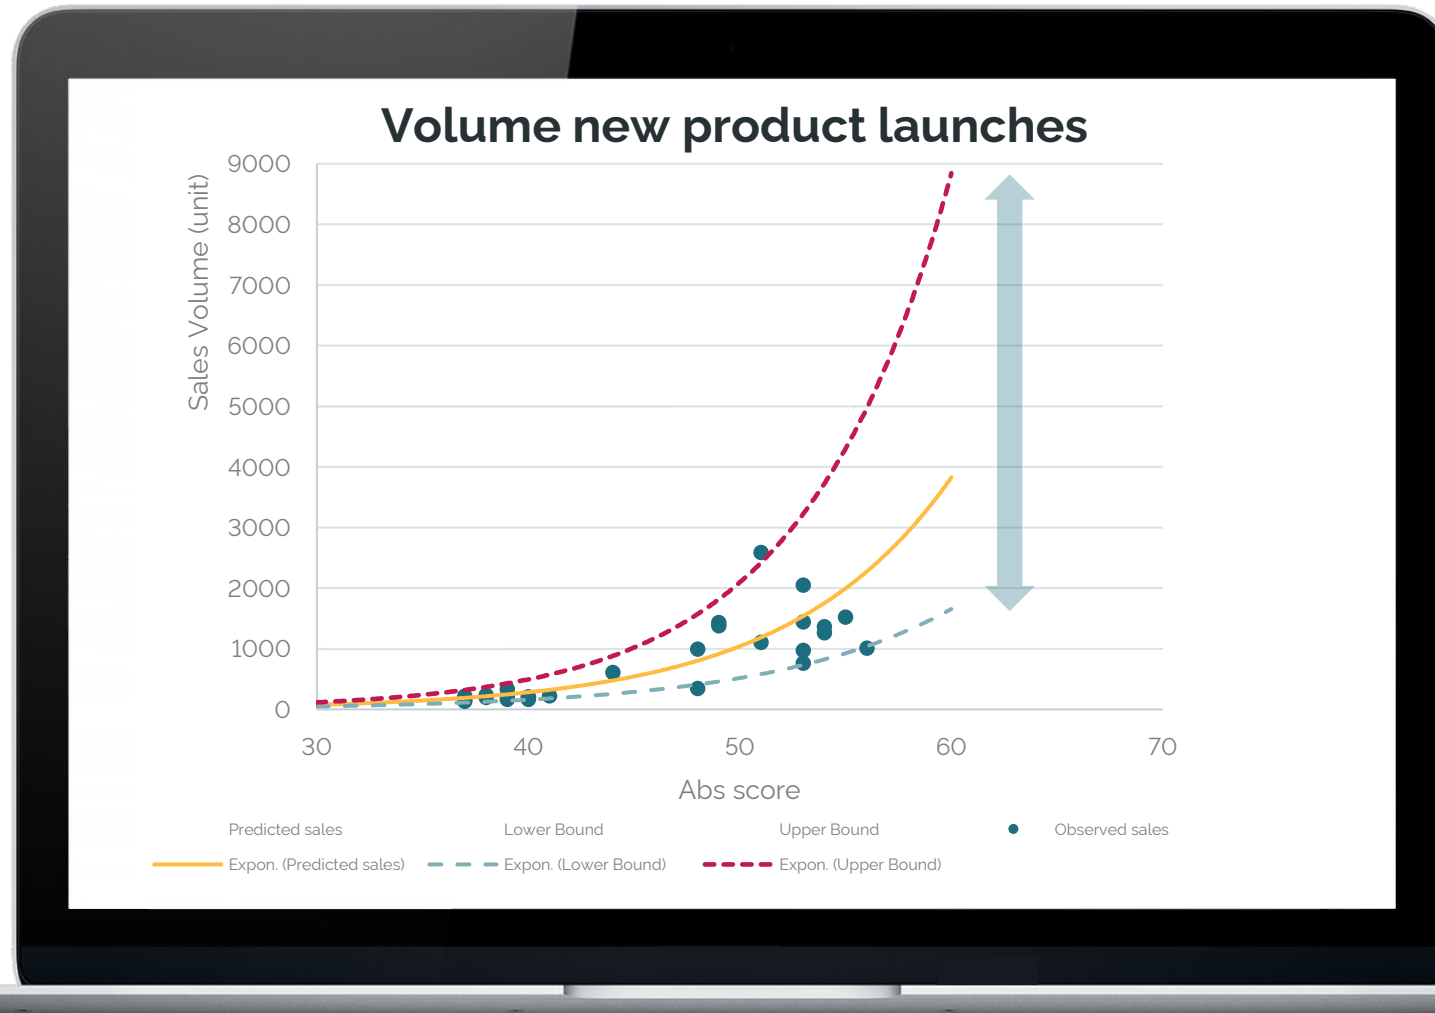 Volume new product launches
Sales Volume (unit)
9000
8000
7000
6000
5000
4000
3000
2000
1000
0
30 40 50 60 70
Abs score
Predicted sales Lower Bound Upper Bound Observed sales
Expon. (Predicted sales) Expon. (Lower Bound) Expon. (Upper Bound)